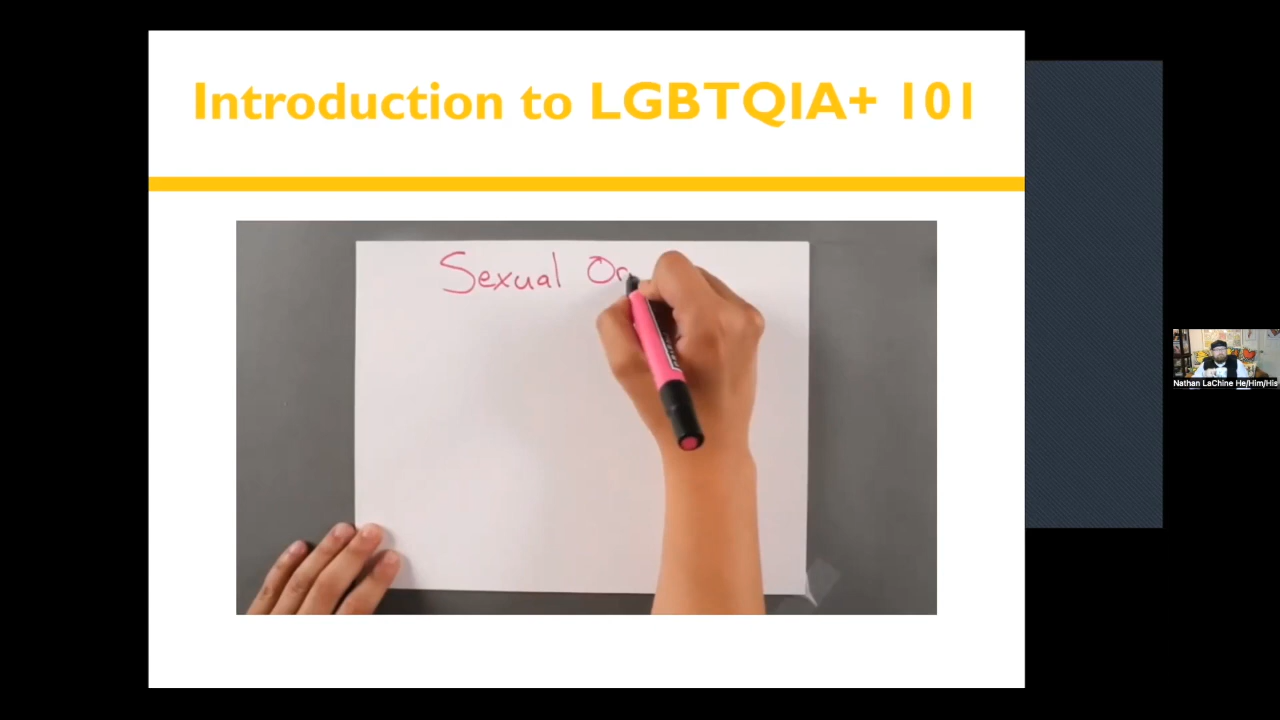 Introduction to LGBTQIA+ 101
Sexual Or
Nathan LaChine He/Him/His